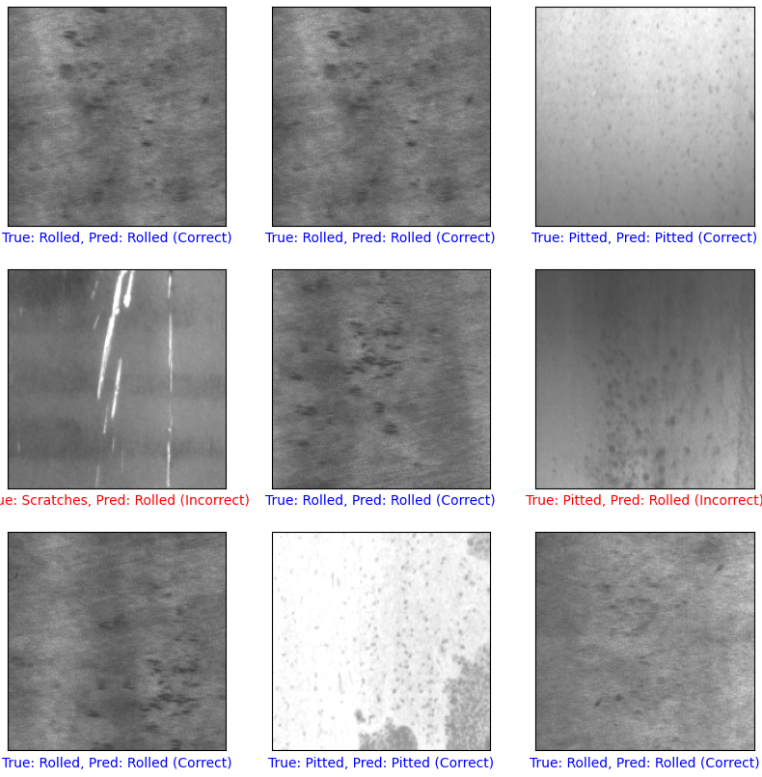 True: Rolled, Pred: Rolled (Correct)
True: Rolled, Pred: Rolled (Correct)
True: Pitted, Pred: Pitted (Correct)
ue: Scratches, Pred: Rolled (Incorrect)
True: Rolled, Pred: Rolled (Correct)
True: Pitted, Pred: Rolled (Incorrect)
True: Rolled, Pred: Rolled (Correct)
True: Pitted, Pred: Pitted (Correct)
True: Rolled, Pred: Rolled (Correct)